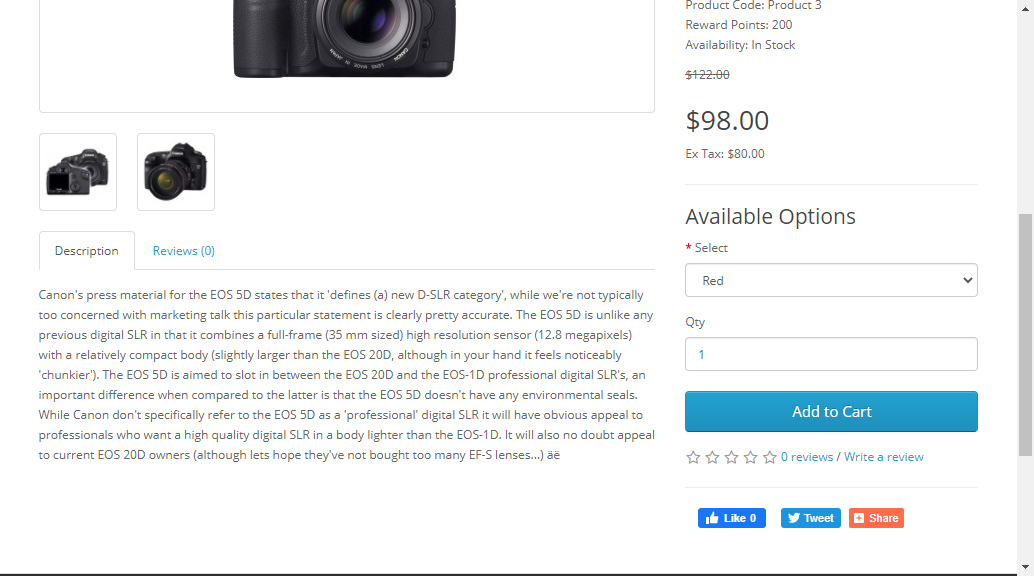 Product Code: Product 3
Reward Points: 200
Availability: In Stock
$122.00
$98.00
Ex Tax: $80.00
Available Options
* Select
Red
Qty
1
Add to Cart
0 reviews / Write a review
Like 0
Tweet
Share
CANON LENS MADE IN JAPAN
Description
Reviews (0)
Canon's press material for the EOS 5D states that it 'defines (a) new D-SLR category', while we're not typically
too concerned with marketing talk this particular statement is clearly pretty accurate. The EOS 5D is unlike any
previous digital SLR in that it combines a full-frame (35 mm sized) high resolution sensor (12.8 megapixels)
with a relatively compact body (slightly larger than the EOS 20D, although in your hand it feels noticeably
'chunkier'). The EOS 5D is aimed to slot in between the EOS 20D and the EOS-1D professional digital SLR's, an
important difference when compared to the latter is that the EOS 5D doesn't have any environmental seals.
While Canon don't specifically refer to the EOS 5D as a 'professional' digital SLR it will have obvious appeal to
professionals who want a high quality digital SLR in a body lighter than the EOS-1D. It will also no doubt appeal
to current EOS 20D owners (although lets hope they've not bought too many EF-S lenses...) äë